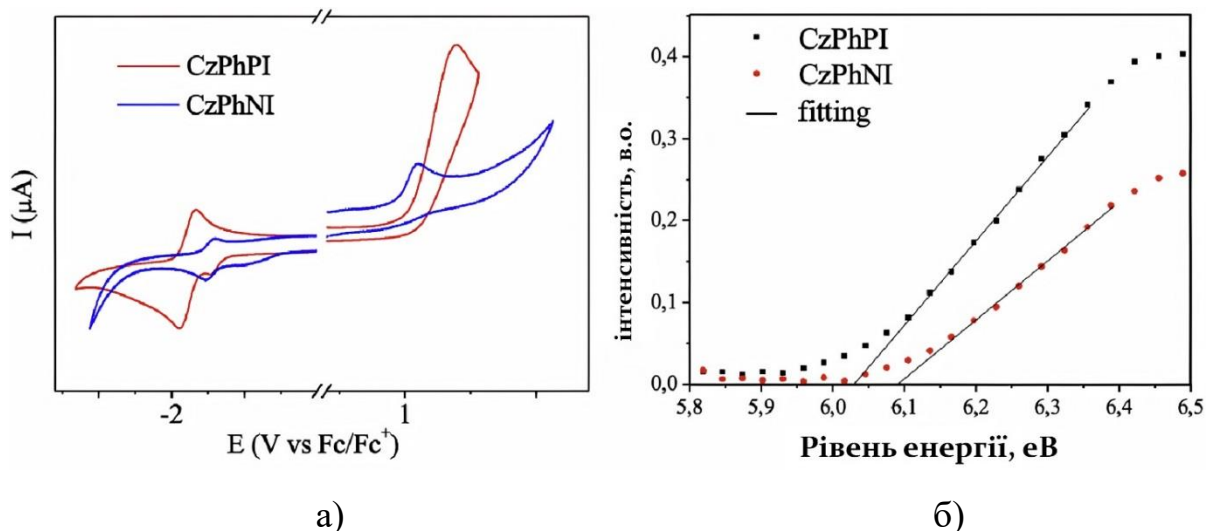 CzPhPI
CzPhNI
I (μA)
-2
1
E (V vs Fc/Fc⁺)
а)
CzPhPI
CzPhNI
fitting
інтенсивність, в.о.
0,4
0,3
0,2
0,1
0,0
5,8 5,9 6,0 6,1 6,2 6,3 6,4 6,5
Рівень енергії, еВ
б)